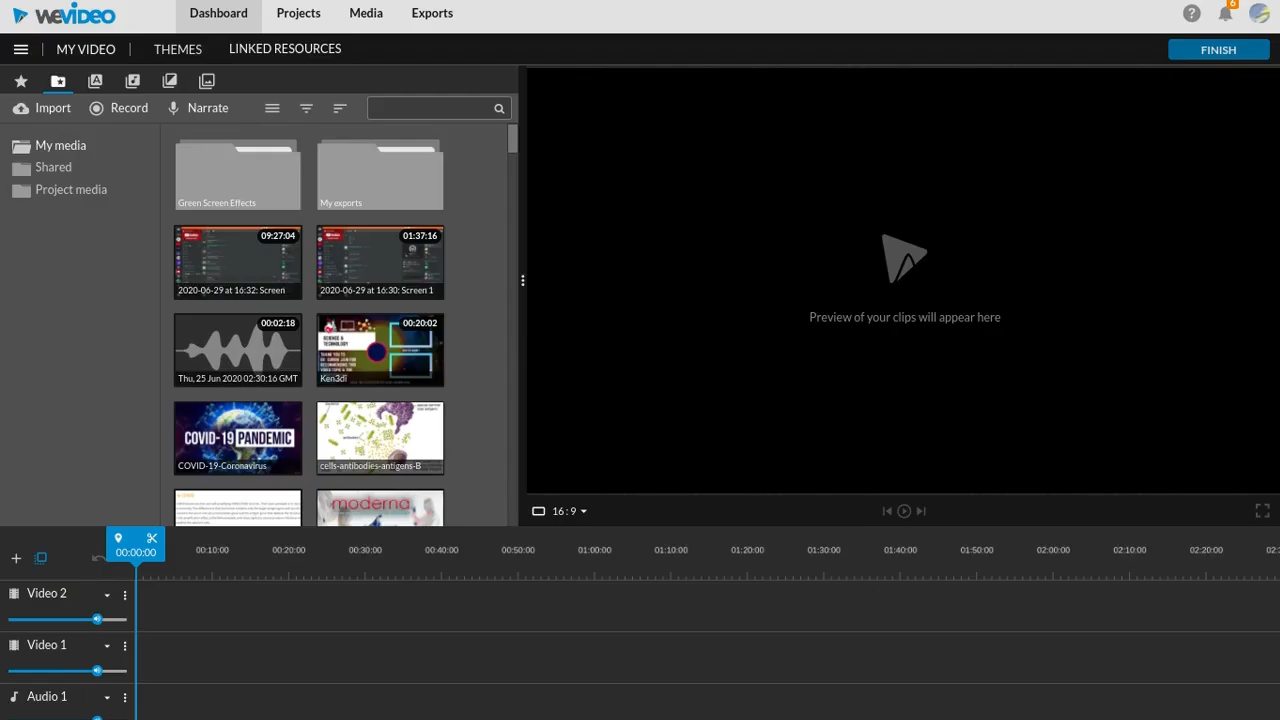 WEVIDEO
Dashboard Projects Media Exports
6
MY VIDEO THEMES LINKED RESOURCES FINISH
Import Record Narrate
My media
Shared
Project media
Green Screen Effects My exports
09:27:04 01:37:16
2020-06-29 at 16:32: Screen 2020-06-29 at 16:30: Screen 1
00:02:18 00:20:02
SCIENCE &
TECHNOLOGY
Thu, 25 Jun 2020 02:30:16 GMT Ken3di
COVID-19 PANDEMIC
COVID-19-Coronavirus cells-antibodies-antigens-B
moderna
Preview of your clips will appear here
16:9
00:00:00 00:10:00 00:20:00 00:30:00 00:40:00 00:50:00 01:00:00 01:10:00 01:20:00 01:30:00 01:40:00 01:50:00 02:00:00 02:10:00 02:20:00 02:
Video 2
Video 1
Audio 1